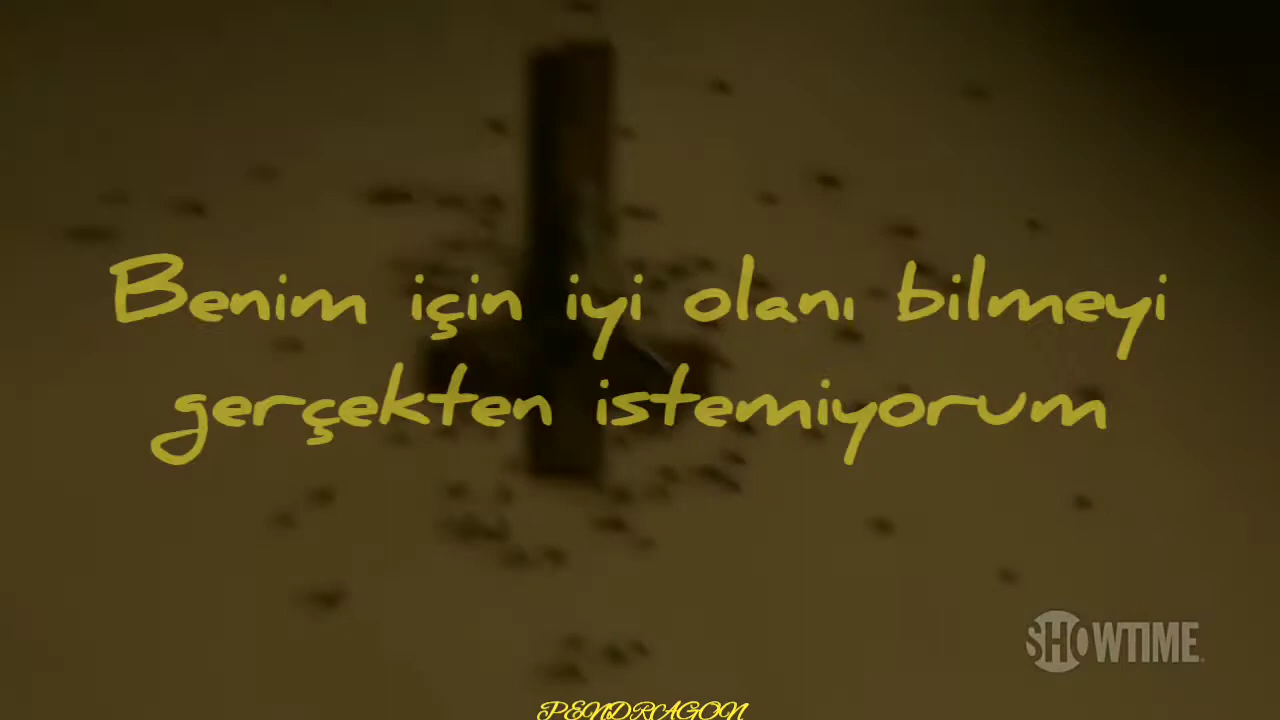 Benim için iyi olanı bilmeyi
gerçekten istemiyorum
SHOWTIME
PENDRAGON